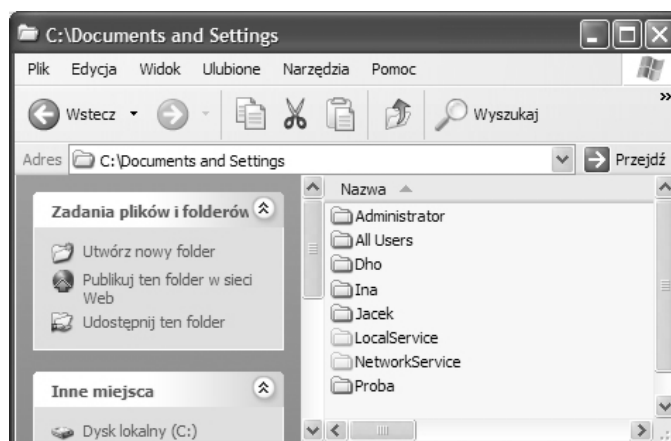 C:\Documents and Settings
Plik Edycja Widok Ulubione Narzędzia Pomoc
Wstecz Wyszukaj
Adres C:\Documents and Settings Przejdź
Zadania plików i folderów
Utwórz nowy folder
Publikuj ten folder w sieci
Web
Udostępnij ten folder
Inne miejsca
Dysk lokalny (C:)
Nazwa
Administrator
All Users
Dho
Ina
Jacek
LocalService
NetworkService
Proba